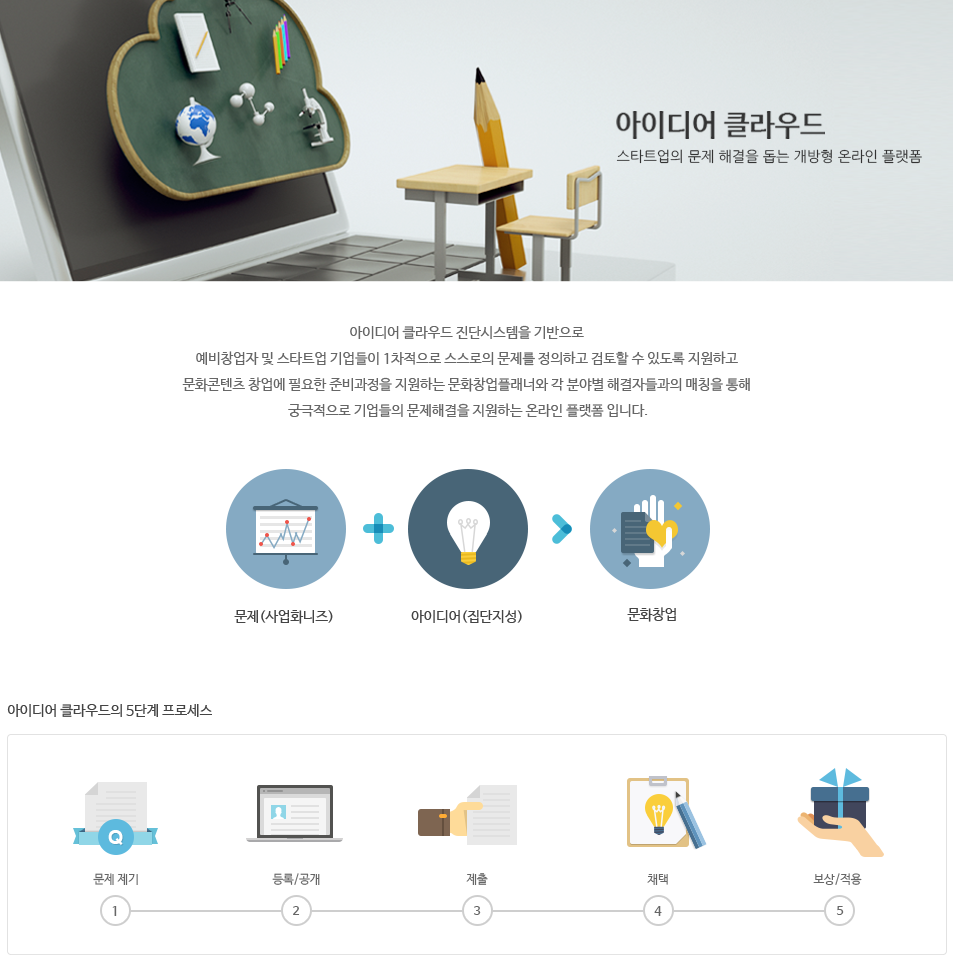 아이디어 클라우드
스타트업의 문제 해결을 돕는 개방형 온라인 플랫폼
아이디어 클라우드 진단시스템을 기반으로
예비창업자 및 스타트업 기업들이 1차적으로 스스로의 문제를 정의하고 검토할 수 있도록 지원하고
문화콘텐츠 창업에 필요한 준비과정을 지원하는 문화창업플래너와 각 분야별 해결자들과의 매칭을 통해
궁극적으로 기업들의 문제해결을 지원하는 온라인 플랫폼 입니다.
문제(사업화니즈)
아이디어(집단지성)
문화창업
아이디어 클라우드의 5단계 프로세스
Q
문제 제기
등록/공개
제출
채택
보상/적용
1
2
3
4
5